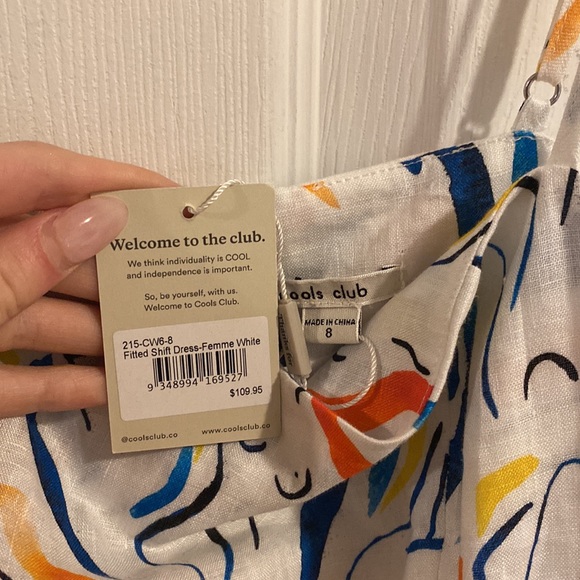 Welcome to the club.
We think individuality is COOL
and independence is important.
So, be yourself, with us.
Welcome to Cools Club.
215-CW6-8
Fitted Shift Dress-Femme White
9 348994 169527
$109.95
@coolsclub.co
www.coolsclub.co
ools club
MADE IN CHINA
8